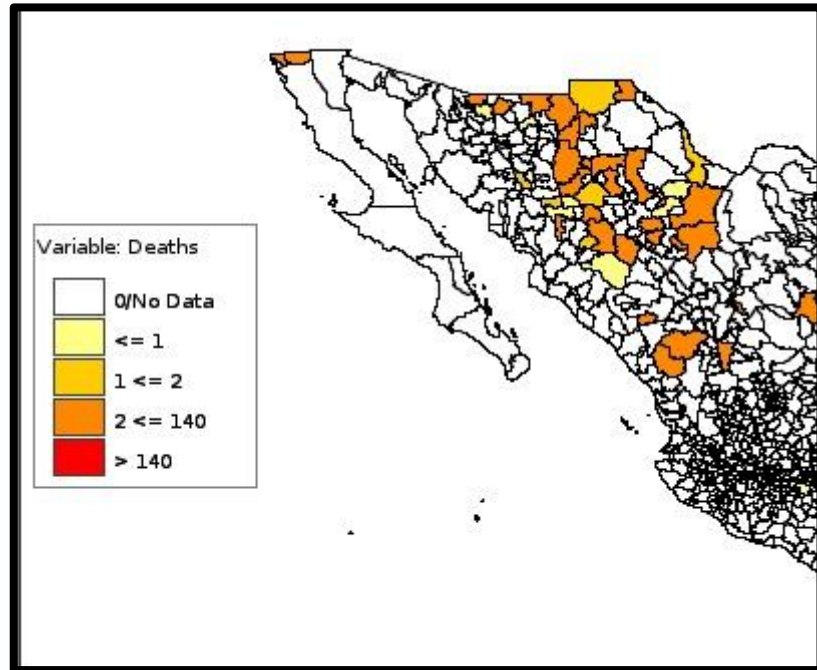 Variable: Deaths
0/No Data
<= 1
1 <= 2
2 <= 140
> 140